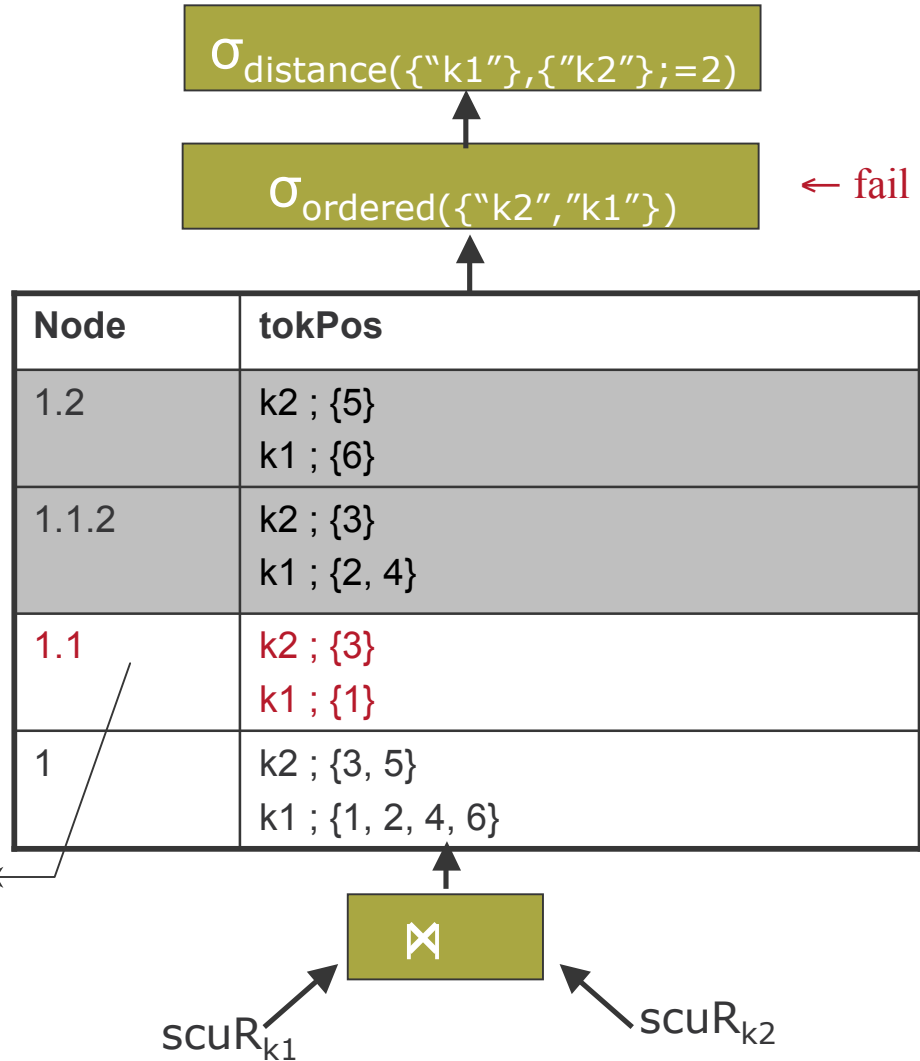 σdistance({“k1”},{”k2”};=2)
σordered({“k2”,”k1”})
← fail
Node tokPos
1.2 k2 ; {5}
k1 ; {6}
1.1.2 k2 ; {3}
k1 ; {2, 4}
1.1 k2 ; {3}
k1 ; {1}
1 k2 ; {3, 5}
k1 ; {1, 2, 4, 6}
⋈
scuRk1 scuRk2